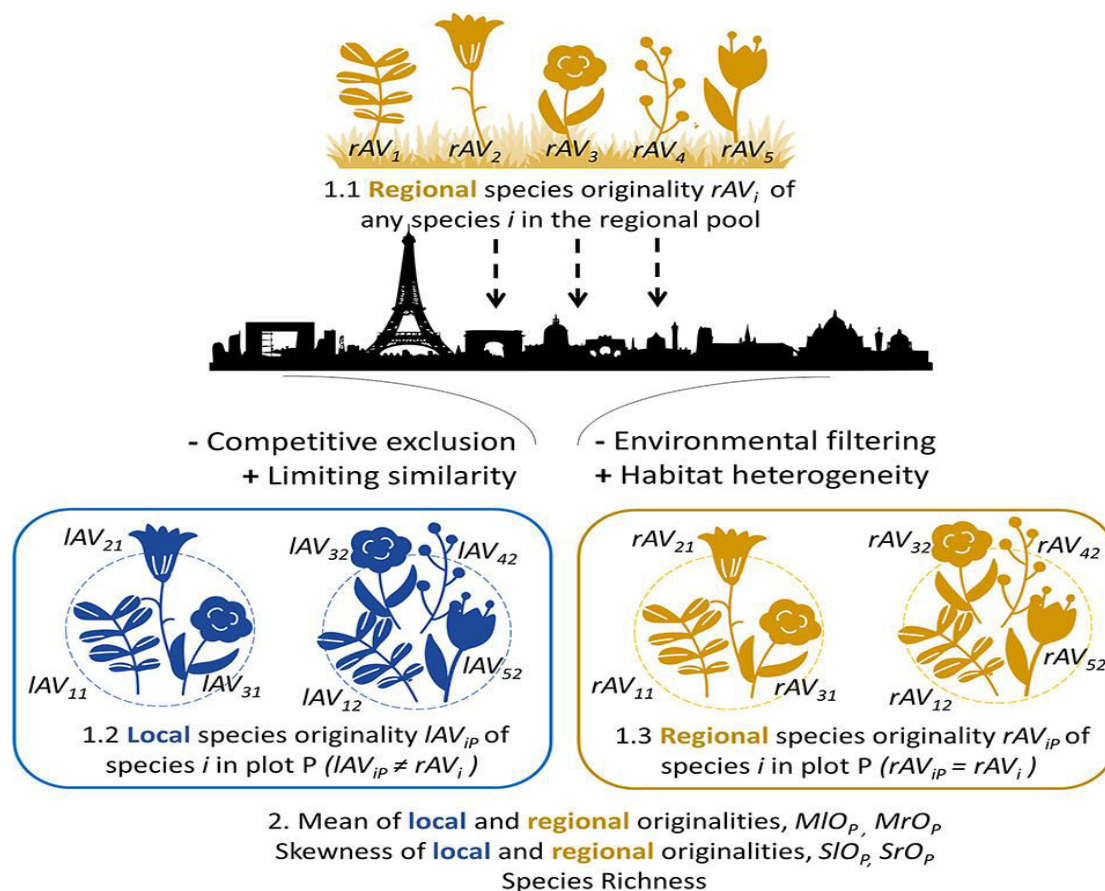 rAV1 rAV2 rAV3 rAV4 rAV5
1.1 Regional species originality rAVi of
any species i in the regional pool
- Competitive exclusion
+ Limiting similarity
- Environmental filtering
+ Habitat heterogeneity
lAV21
lAV11
lAV31
lAV32
lAV42
lAV52
lAV12
1.2 Local species originality lAViP of
species i in plot P (lAViP ≠ rAVi )
rAV21
rAV11
rAV31
rAV32
rAV42
rAV52
rAV12
1.3 Regional species originality rAViP of
species i in plot P (rAViP = rAVi )
2. Mean of local and regional originalities, MlOP, MrOP
Skewness of local and regional originalities, SlOP, SrOP
Species Richness